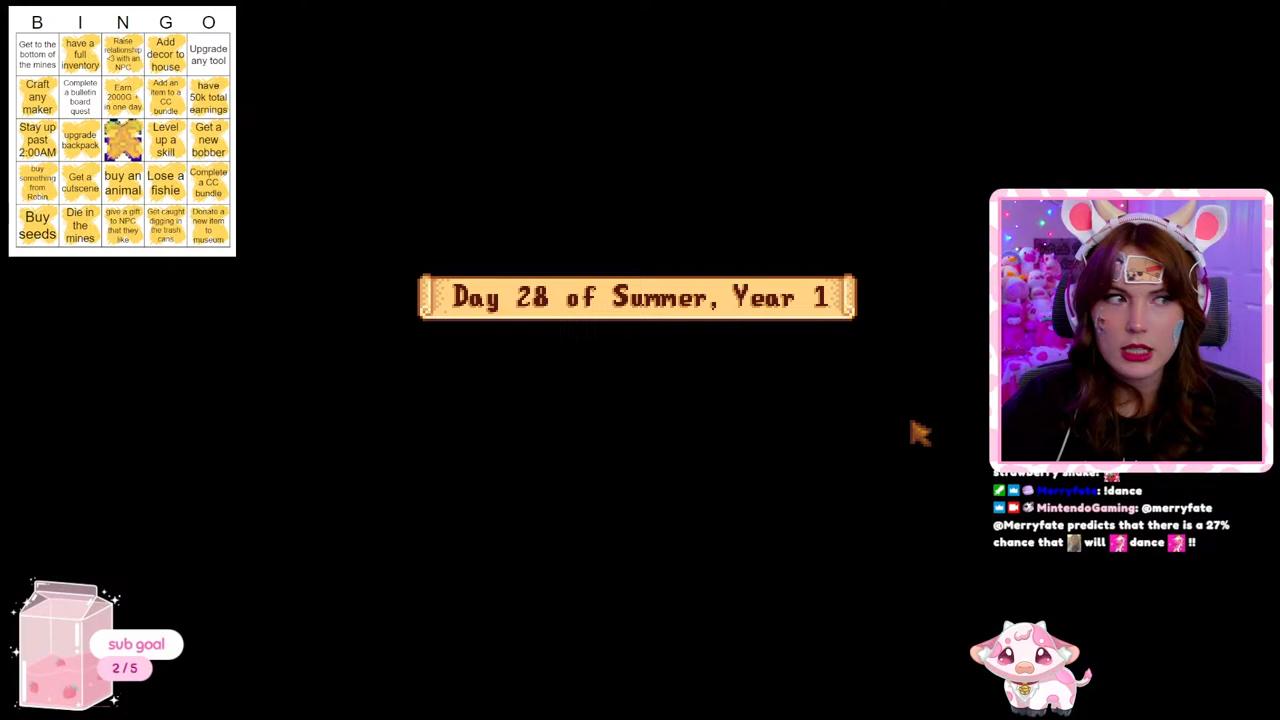 B I N G O
Get to the bottom of the mines
have a full inventory
Raise relationship <3 with an NPC
Add decor to house
Upgrade any tool
Craft any maker
Complete a bulletin board quest
Earn 2000G + in one day
Add an item to a CC bundle
have 50k total earnings
Stay up past 2:00AM
upgrade backpack
Level up a skill
Get a new bobber
buy something from Robin
Get a cutscene
buy an animal
Lose a fishie
Complete a CC bundle
Buy seeds
Die in the mines
give a gift to NPC that they like
Get caught digging in the trash cans
Donate a new item to museum
Day 28 of Summer, Year 1
strawberry shake!
Merryfate: !dance
MintendoGaming: @merryfate
@Merryfate predicts that there is a 27%
chance that will dance !!
sub goal
2 / 5